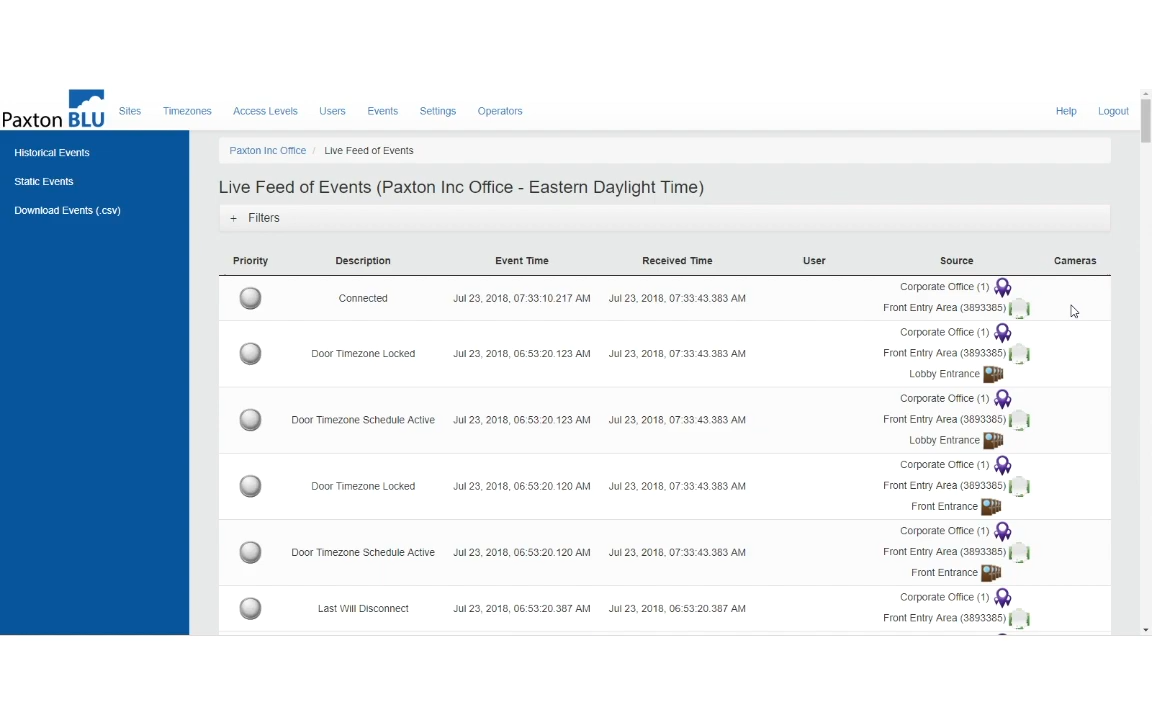 Paxton BLU
Sites Timezones Access Levels Users Events Settings Operators Help Logout
Historical Events
Static Events
Download Events (.csv)
Paxton Inc Office / Live Feed of Events
Live Feed of Events (Paxton Inc Office - Eastern Daylight Time)
+ Filters
Priority Description Event Time Received Time User Source Cameras
Corporate Office (1)
Connected Jul 23, 2018, 07:33:10.217 AM Jul 23, 2018, 07:33:43.383 AM
Front Entry Area (3893385)
Corporate Office (1)
Door Timezone Locked Jul 23, 2018, 06:53:20.123 AM Jul 23, 2018, 07:33:43.383 AM Front Entry Area (3893385)
Lobby Entrance
Corporate Office (1)
Door Timezone Schedule Active Jul 23, 2018, 06:53:20.123 AM Jul 23, 2018, 07:33:43.383 AM Front Entry Area (3893385)
Lobby Entrance
Corporate Office (1)
Door Timezone Locked Jul 23, 2018, 06:53:20.120 AM Jul 23, 2018, 07:33:43.383 AM Front Entry Area (3893385)
Front Entrance
Corporate Office (1)
Door Timezone Schedule Active Jul 23, 2018, 06:53:20.120 AM Jul 23, 2018, 07:33:43.383 AM Front Entry Area (3893385)
Front Entrance
Corporate Office (1)
Last Will Disconnect Jul 23, 2018, 06:53:20.387 AM Jul 23, 2018, 06:53:20.387 AM
Front Entry Area (3893385)